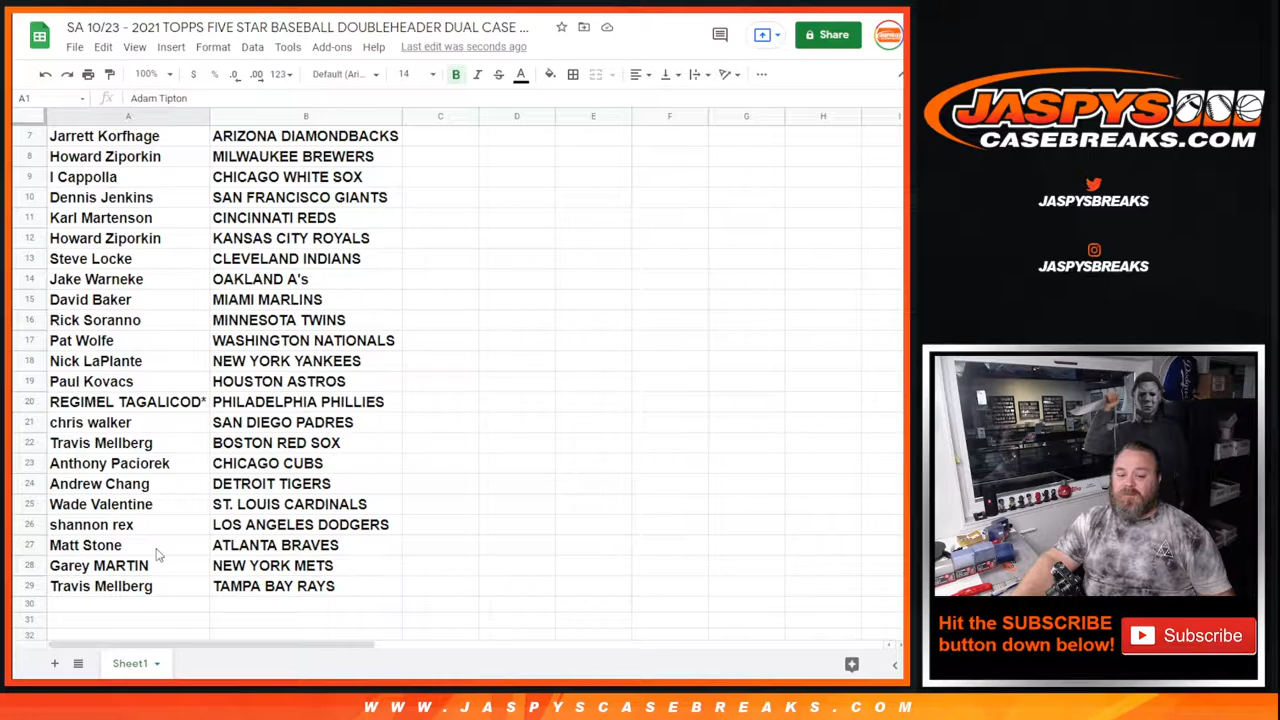 SA 10/23 - 2021 TOPPS FIVE STAR BASEBALL DOUBLEHEADER DUAL CASE ...
File Edit View Insert Format Data Tools Add-ons Help Last edit was seconds ago
Share
100% $ % .0 .00 123 Default (Ari... 14 B I S A
A1 fx Adam Tipton
A B C D E F G H I
7 Jarrett Korfhage ARIZONA DIAMONDBACKS
8 Howard Ziporkin MILWAUKEE BREWERS
9 I Cappolla CHICAGO WHITE SOX
10 Dennis Jenkins SAN FRANCISCO GIANTS
11 Karl Martenson CINCINNATI REDS
12 Howard Ziporkin KANSAS CITY ROYALS
13 Steve Locke CLEVELAND INDIANS
14 Jake Warneke OAKLAND A's
15 David Baker MIAMI MARLINS
16 Rick Soranno MINNESOTA TWINS
17 Pat Wolfe WASHINGTON NATIONALS
18 Nick LaPlante NEW YORK YANKEES
19 Paul Kovacs HOUSTON ASTROS
20 REGIMEL TAGALICOD* PHILADELPHIA PHILLIES
21 chris walker SAN DIEGO PADRES
22 Travis Mellberg BOSTON RED SOX
23 Anthony Paciorek CHICAGO CUBS
24 Andrew Chang DETROIT TIGERS
25 Wade Valentine ST. LOUIS CARDINALS
26 shannon rex LOS ANGELES DODGERS
27 Matt Stone ATLANTA BRAVES
28 Garey MARTIN NEW YORK METS
29 Travis Mellberg TAMPA BAY RAYS
30
31
32
Sheet1
JASPYS
CASEBREAKS.COM
JASPYSBREAKS
JASPYSBREAKS
Hit the SUBSCRIBE
button down below!
Subscribe
WWW.JASPYSCASEBREAKS.COM